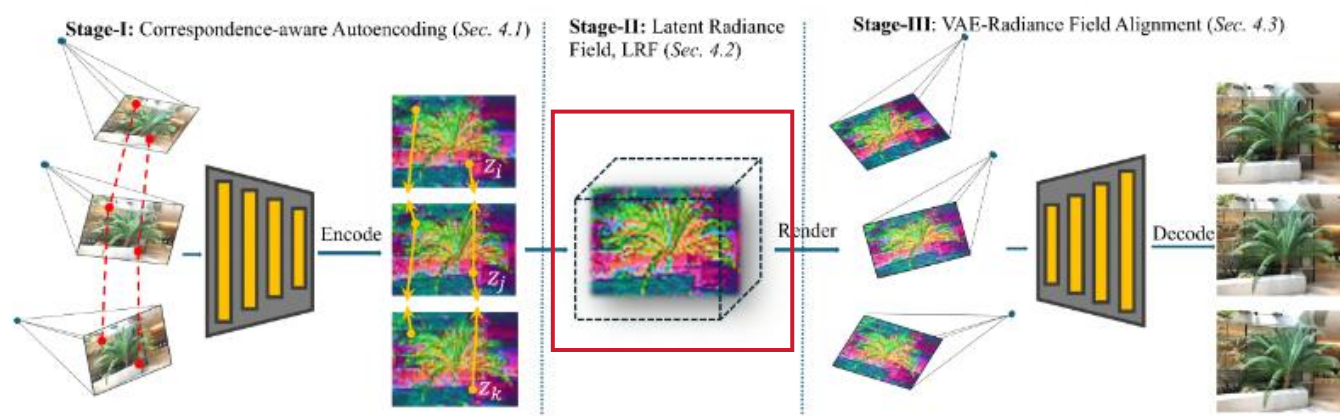 Stage-I: Correspondence-aware Autoencoding (Sec. 4.1)
Stage-II: Latent Radiance
Field, LRF (Sec. 4.2)
Stage-III: VAE-Radiance Field Alignment (Sec. 4.3)
Encode
z_i
z_j
z_k
Render
Decode